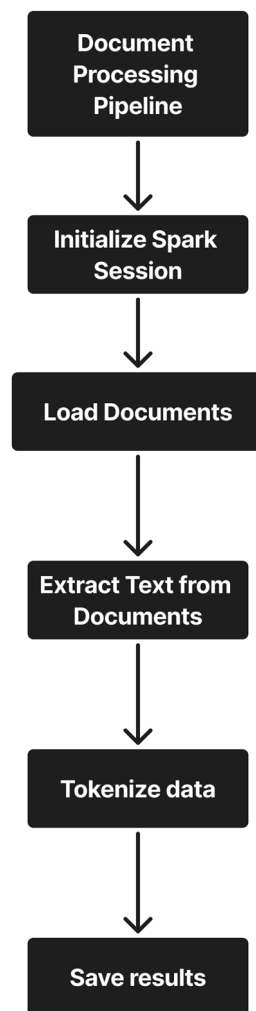 Document
Processing
Pipeline
Initialize Spark
Session
Load Documents
Extract Text from
Documents
Tokenize data
Save results